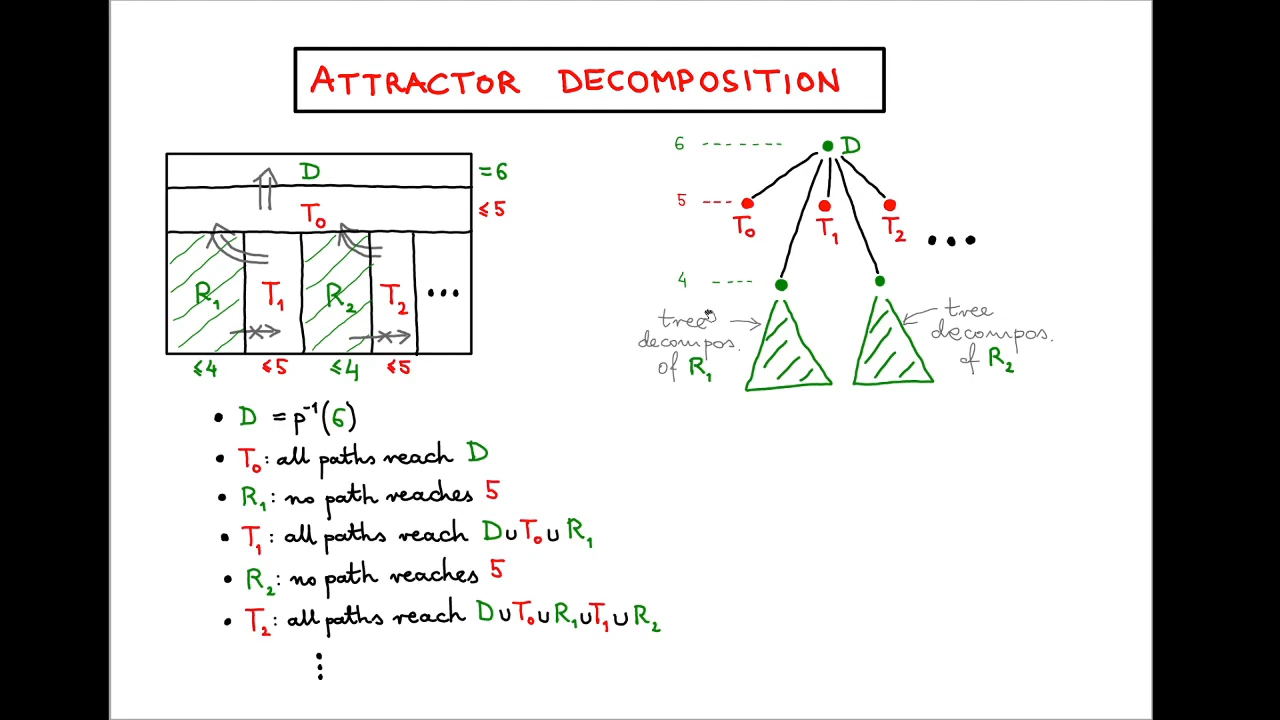 ATTRACTOR DECOMPOSITION
D = 6
T₀ ≤5
R₁ T₁ R₂ T₂ ...
≤4 ≤5 ≤4 ≤5
6 D
5 T₀ T₁ T₂ ...
4
tree decompos. of R₁
tree decompos. of R₂
• D = p⁻¹(6)
• T₀: all paths reach D
• R₁: no path reaches 5
• T₁: all paths reach D∪T₀∪R₁
• R₂: no path reaches 5
• T₂: all paths reach D∪T₀∪R₁∪T₁∪R₂
⋮